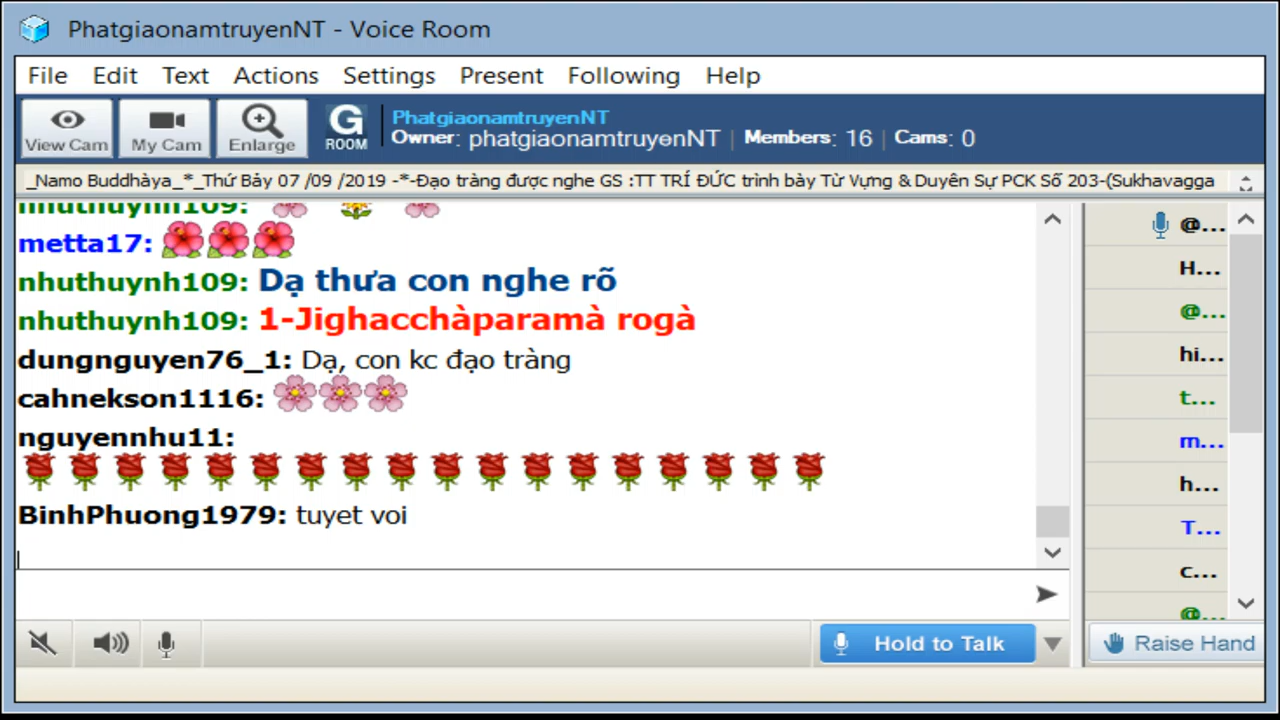 PhatgiaonamtruyenNT - Voice Room
File Edit Text Actions Settings Present Following Help
View Cam My Cam Enlarge G ROOM
PhatgiaonamtruyenNT
Owner: phatgiaonamtruyenNT | Members: 16 | Cams: 0
_Namo Buddhàya_*_Thứ Bảy 07 /09 /2019 -*-Đạo tràng được nghe GS :TT TRÍ ĐỨC trình bày Từ Vựng & Duyên Sự PCK Số 203-(Sukhavagga
nhuthuynh109:
metta17:
nhuthuynh109: Dạ thưa con nghe rõ
nhuthuynh109: 1-Jighacchàparamà rogà
dungnguyen76_1: Dạ, con kc đạo tràng
cahnekson1116:
nguyennhu11:
BinhPhuong1979: tuyet voi
@...
H...
@...
hi...
t...
m...
h...
T...
c...
@...
Hold to Talk
Raise Hand